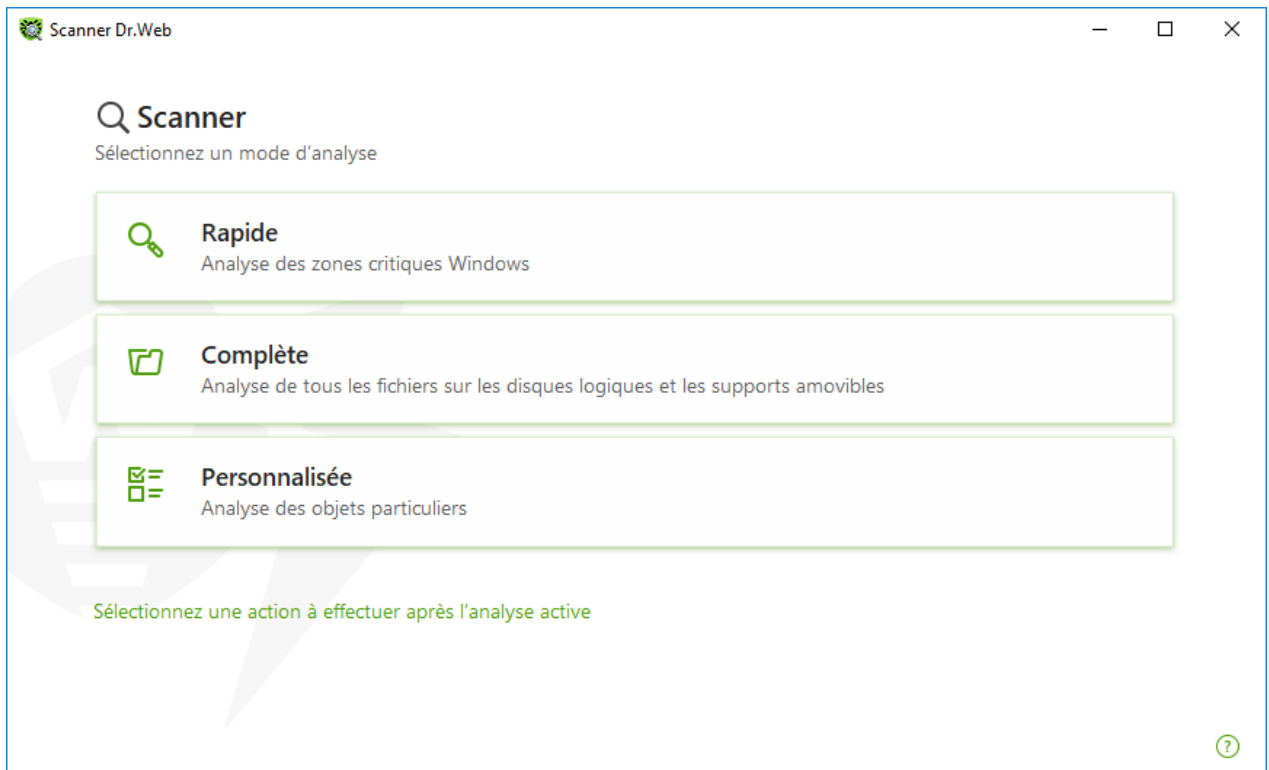 Scanner Dr.Web
Scanner
Sélectionnez un mode d’analyse
Rapide
Analyse des zones critiques Windows
Complète
Analyse de tous les fichiers sur les disques logiques et les supports amovibles
Personnalisée
Analyse des objets particuliers
Sélectionnez une action à effectuer après l’analyse active
?